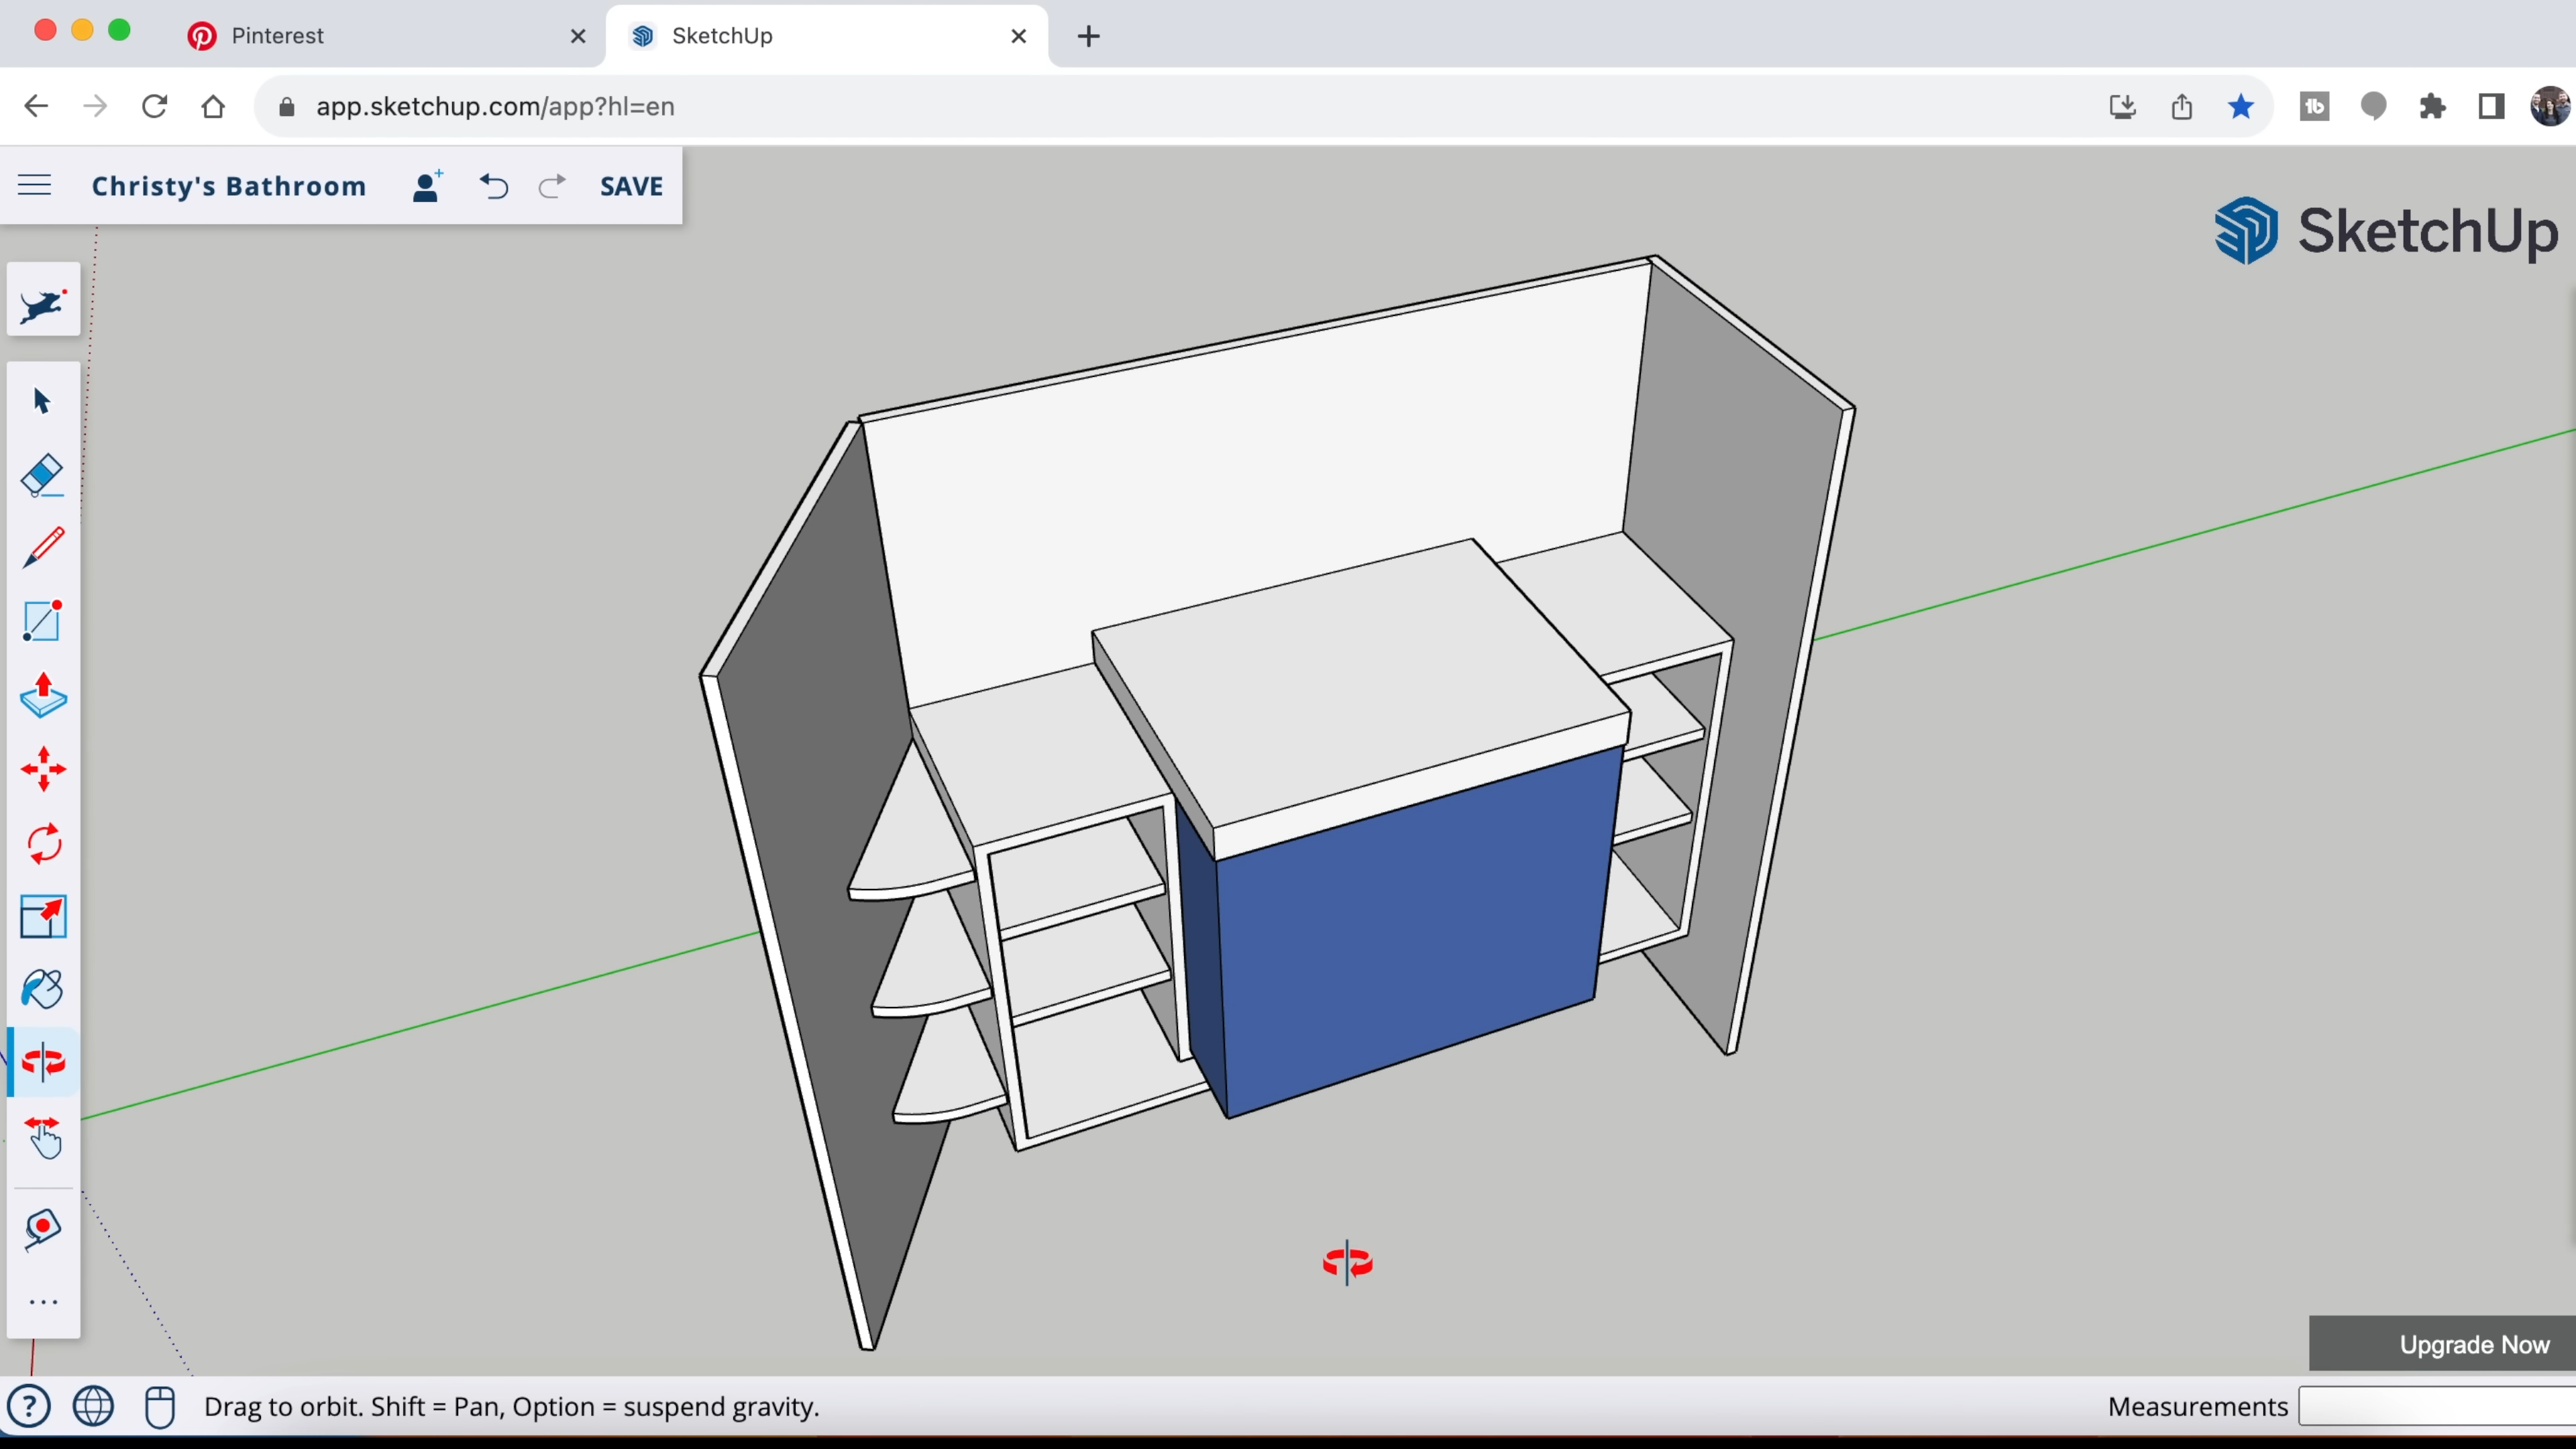 Pinterest
SketchUp
app.sketchup.com/app?hl=en
Christy's Bathroom
SAVE
SketchUp
Upgrade Now
Drag to orbit. Shift = Pan, Option = suspend gravity.
Measurements